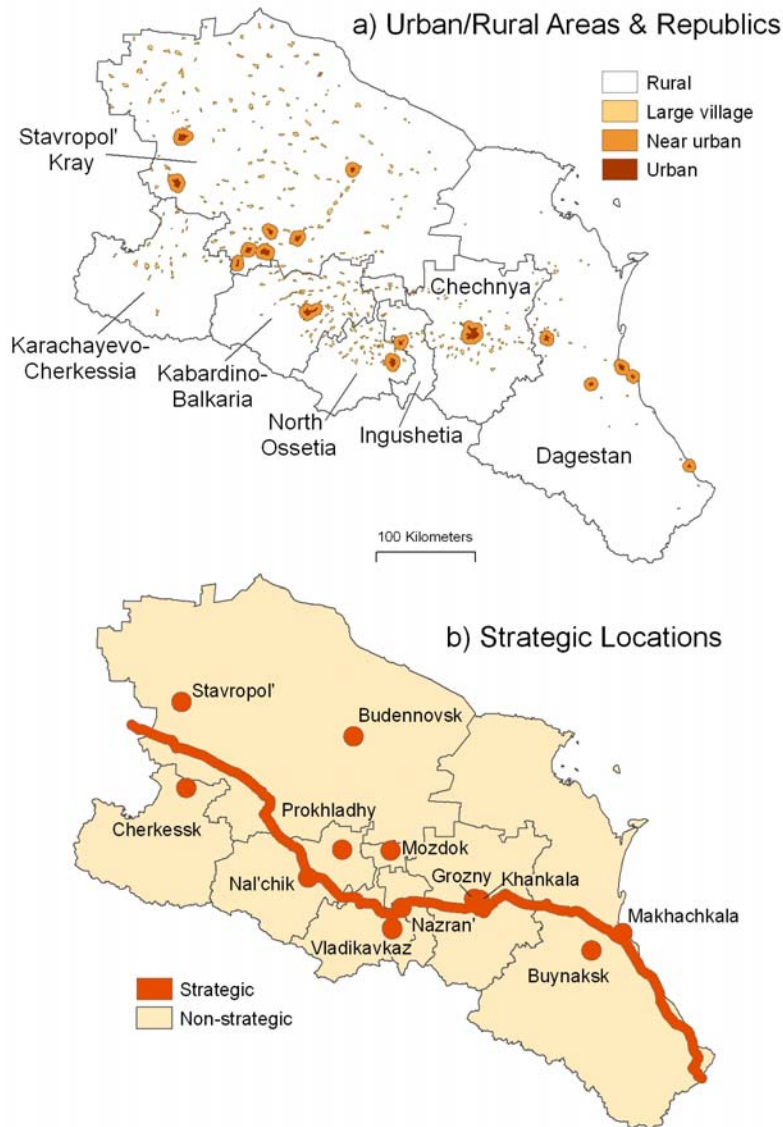 a) Urban/Rural Areas & Republics
Rural
Large village
Near urban
Urban
Stavropol'
Kray
Chechnya
Karachayevo-
Cherkessia
Kabardino-
Balkaria
North
Ossetia
Ingushetia
Dagestan
100 Kilometers
b) Strategic Locations
Stavropol'
Budennovsk
Prokhladhy
Cherkessk
Mozdok
Grozny
Khankala
Nal'chik
Makhachkala
Nazran'
Vladikavkaz
Buynaksk
Strategic
Non-strategic